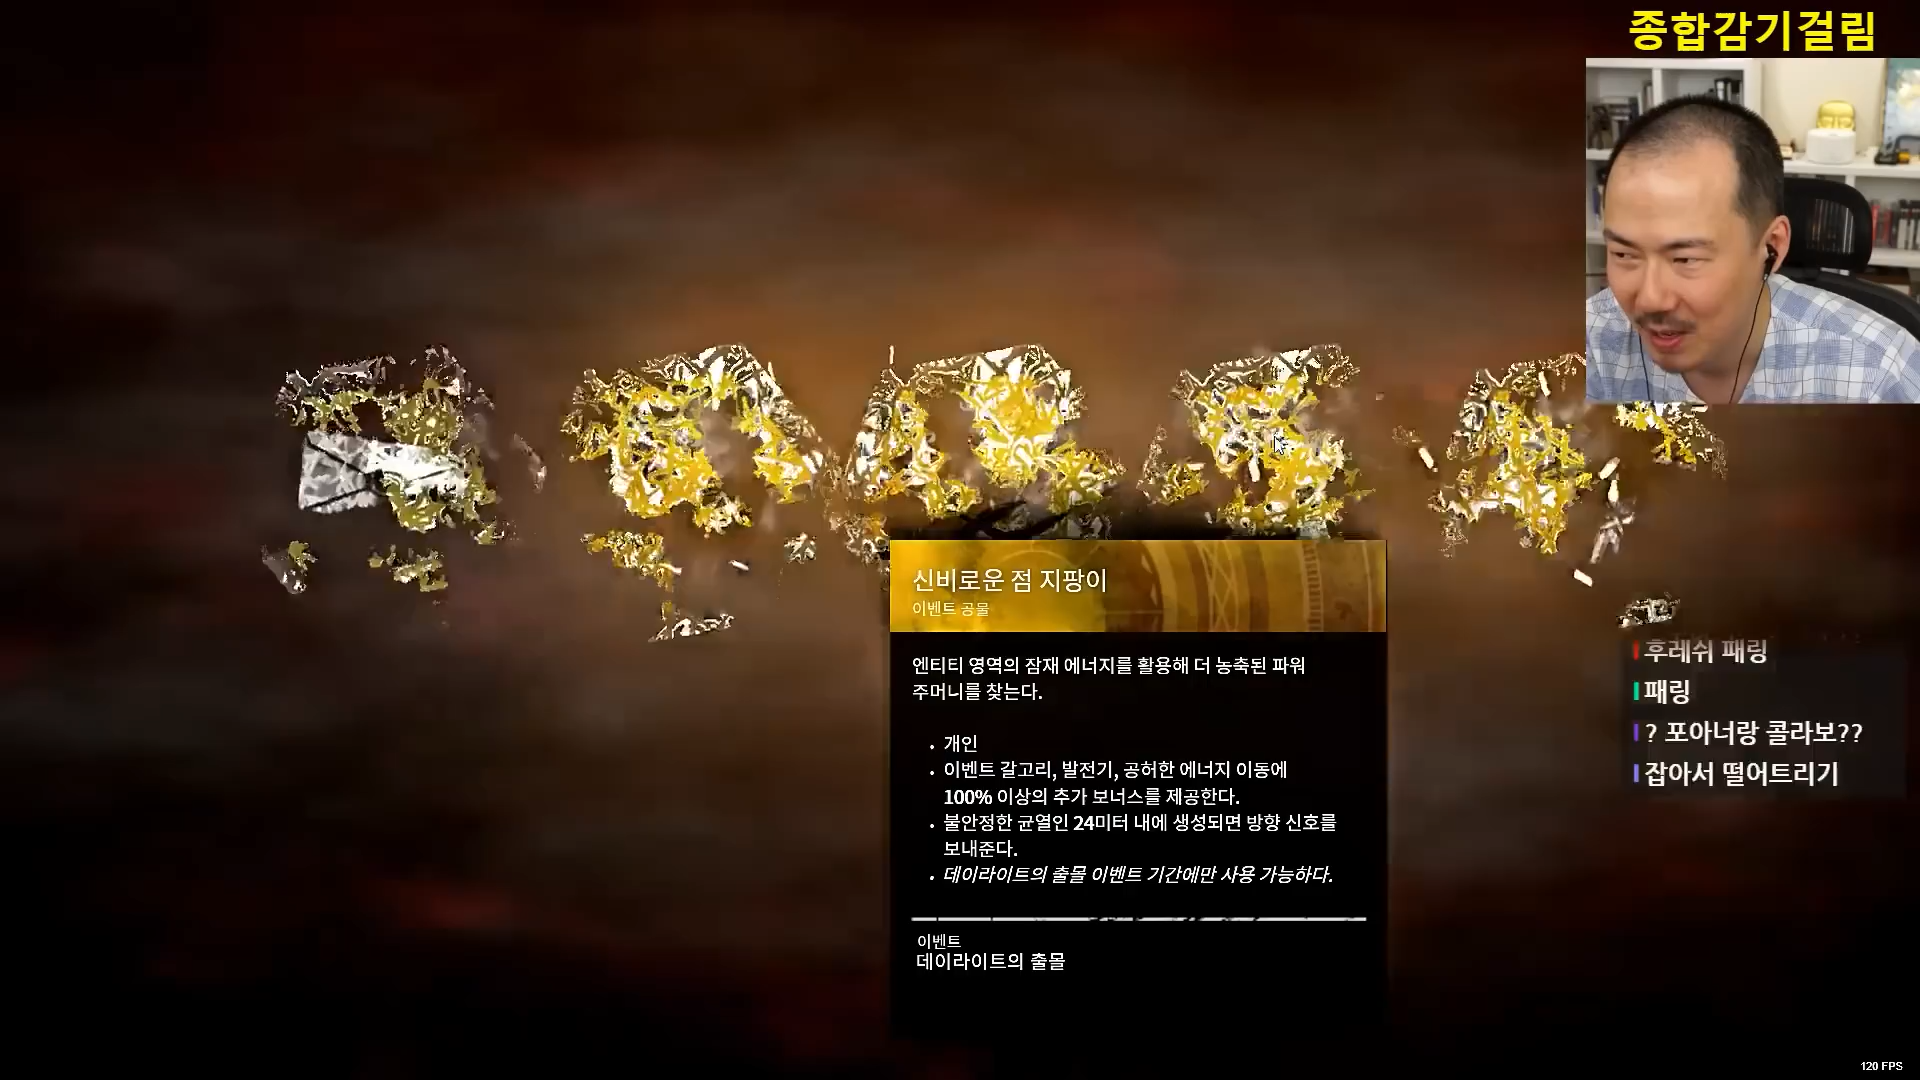 종합감기걸림
신비로운 점 지팡이
이벤트 공물
엔티티 영역의 잠재 에너지를 활용해 더 농축된 파워
주머니를 찾는다.
• 개인
• 이벤트 갈고리, 발전기, 공허한 에너지 이동에
100% 이상의 추가 보너스를 제공한다.
• 불안정한 균열인 24미터 내에 생성되면 방향 신호를
보내준다.
• 데이라이트의 출몰 이벤트 기간에만 사용 가능하다.
이벤트
데이라이트의 출몰
후레쉬 패링
패링
? 포아너랑 콜라보??
잡아서 떨어트리기
120 FPS